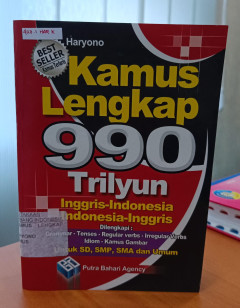 Haryono
BEST
SELLER
Kamus
Lengkap
990
Trilyun
Inggris-Indonesia
Indonesia-Inggris
Dilengkapi :
Tenses - Regular verbs - Irregular Verbs
Idiom - Kamus Gambar
Untuk SD, SMP, SMA dan Umum
Putra Bahari Agency